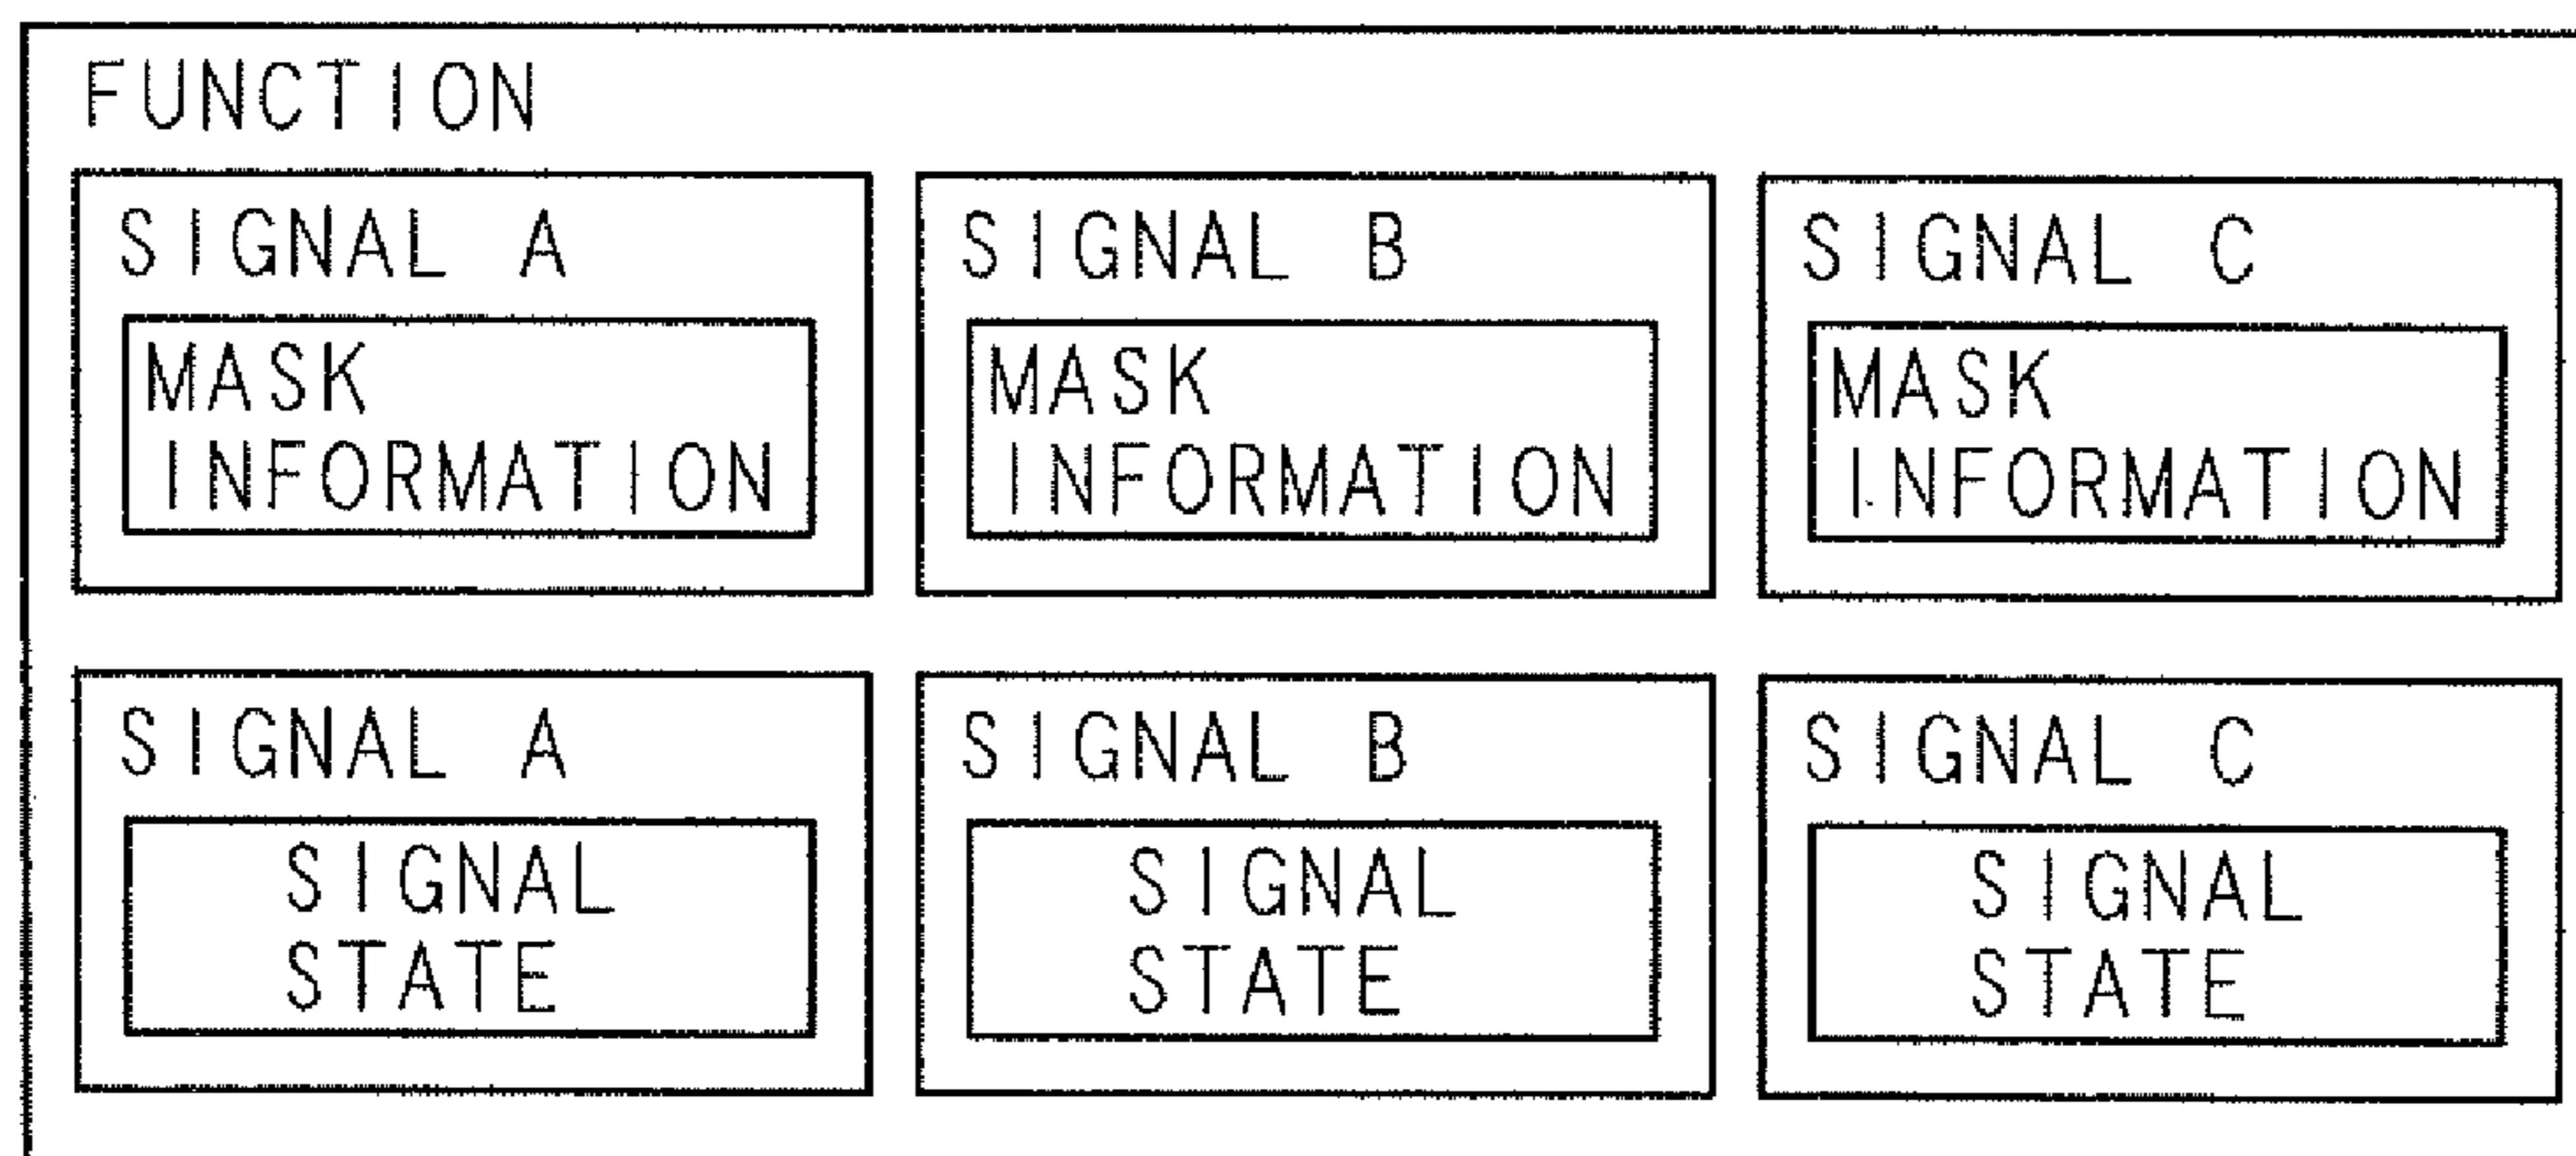 FUNCTION
SIGNAL A
MASK
INFORMATION
SIGNAL B
MASK
INFORMATION
SIGNAL C
MASK
INFORMATION
SIGNAL A
SIGNAL
STATE
SIGNAL B
SIGNAL
STATE
SIGNAL C
SIGNAL
STATE